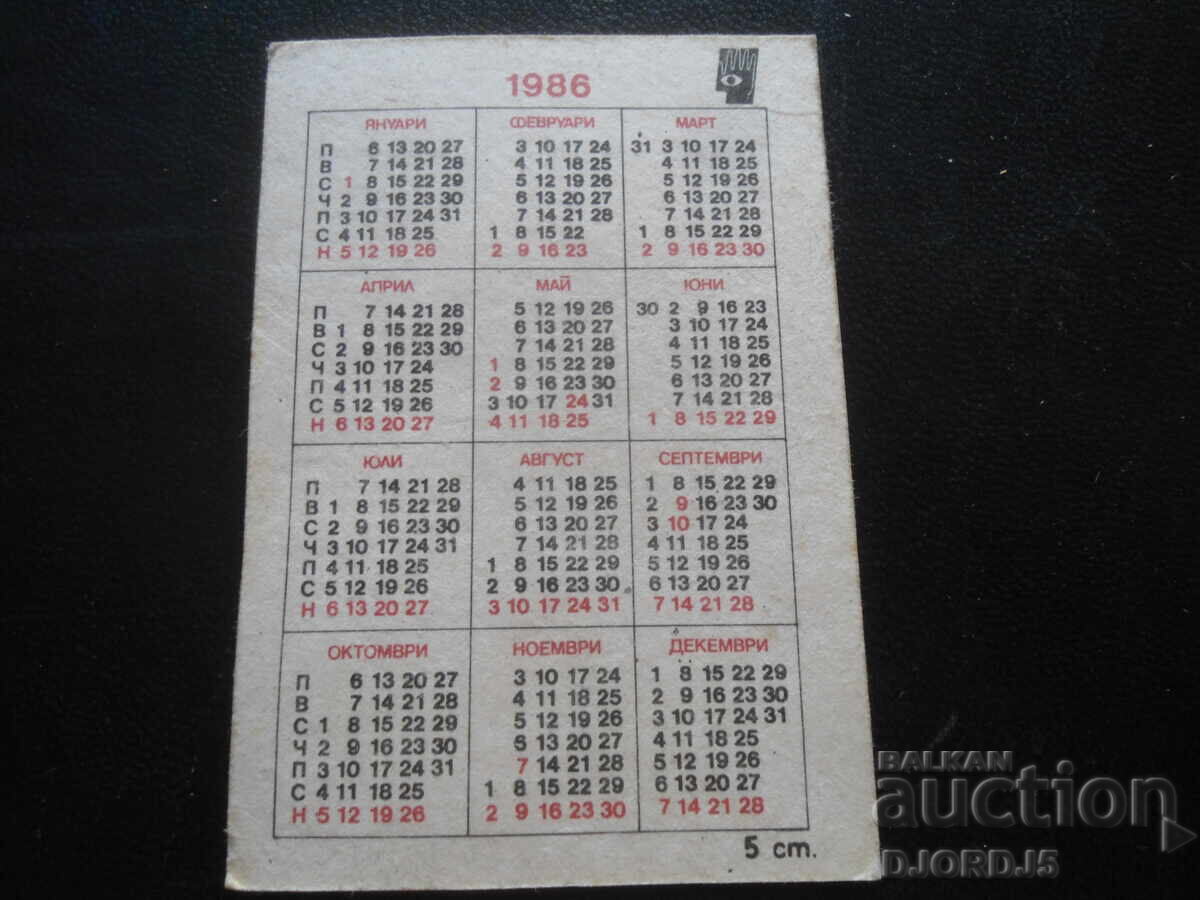 1986
ЯНУАРИ ФЕВРУАРИ МАРТ
П 6 13 20 27 3 10 17 24 31 3 10 17 24
В 7 14 21 28 4 11 18 25 4 11 18 25
С 1 8 15 22 29 5 12 19 26 5 12 19 26
Ч 2 9 16 23 30 6 13 20 27 6 13 20 27
П 3 10 17 24 31 7 14 21 28 7 14 21 28
С 4 11 18 25 1 8 15 22 1 8 15 22 29
Н 5 12 19 26 2 9 16 23 2 9 16 23 30
АПРИЛ МАЙ ЮНИ
П 7 14 21 28 5 12 19 26 30 2 9 16 23
В 1 8 15 22 29 6 13 20 27 3 10 17 24
С 2 9 16 23 30 7 14 21 28 4 11 18 25
Ч 3 10 17 24 1 8 15 22 29 5 12 19 26
П 4 11 18 25 2 9 16 23 30 6 13 20 27
С 5 12 19 26 3 10 17 24 31 7 14 21 28
Н 6 13 20 27 4 11 18 25 1 8 15 22 29
ЮЛИ АВГУСТ СЕПТЕМВРИ
П 7 14 21 28 4 11 18 25 1 8 15 22 29
В 1 8 15 22 29 5 12 19 26 2 9 16 23 30
С 2 9 16 23 30 6 13 20 27 3 10 17 24
Ч 3 10 17 24 31 7 14 21 28 4 11 18 25
П 4 11 18 25 1 8 15 22 29 5 12 19 26
С 5 12 19 26 2 9 16 23 30 6 13 20 27
Н 6 13 20 27 3 10 17 24 31 7 14 21 28
ОКТОМВРИ НОЕМВРИ ДЕКЕМВРИ
П 6 13 20 27 3 10 17 24 1 8 15 22 29
В 7 14 21 28 4 11 18 25 2 9 16 23 30
С 1 8 15 22 29 5 12 19 26 3 10 17 24 31
Ч 2 9 16 23 30 6 13 20 27 4 11 18 25
П 3 10 17 24 31 7 14 21 28 5 12 19 26
С 4 11 18 25 1 8 15 22 29 6 13 20 27
Н 5 12 19 26 2 9 16 23 30 7 14 21 28
5 ст.
BALKAN
auction
DJORDJ5